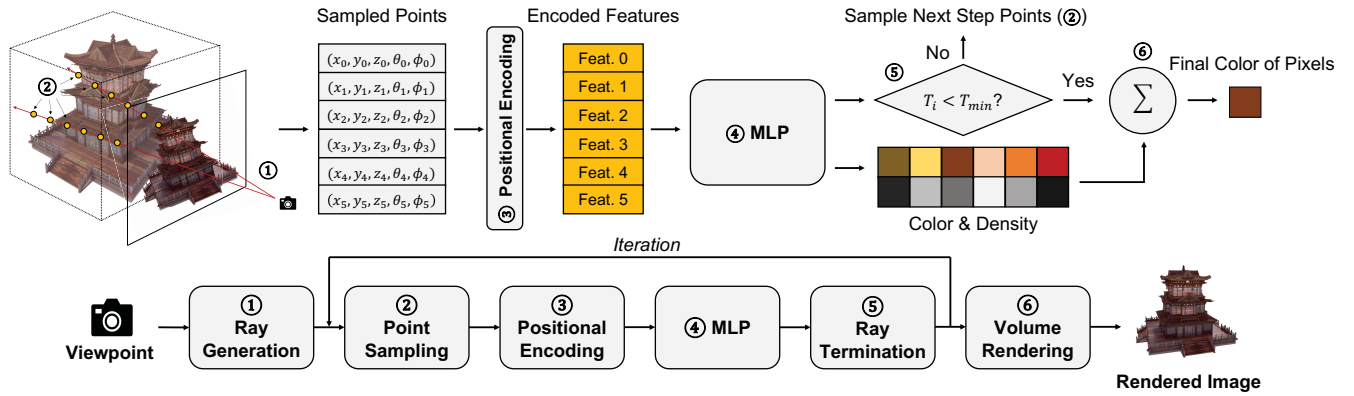 Sampled Points
Encoded Features
Sample Next Step Points (②)
②
①
(x₀, y₀, z₀, θ₀, ϕ₀)
(x₁, y₁, z₁, θ₁, ϕ₁)
(x₂, y₂, z₂, θ₂, ϕ₂)
(x₃, y₃, z₃, θ₃, ϕ₃)
(x₄, y₄, z₄, θ₄, ϕ₄)
(x₅, y₅, z₅, θ₅, ϕ₅)
③ Positional Encoding
Feat. 0
Feat. 1
Feat. 2
Feat. 3
Feat. 4
Feat. 5
④ MLP
No
⑤
Tᵢ < Tₘᵢₙ?
Yes
⑥
∑
Final Color of Pixels
Color & Density
Iteration
Viewpoint
①
Ray
Generation
②
Point
Sampling
③
Positional
Encoding
④ MLP
⑤
Ray
Termination
⑥
Volume
Rendering
Rendered Image